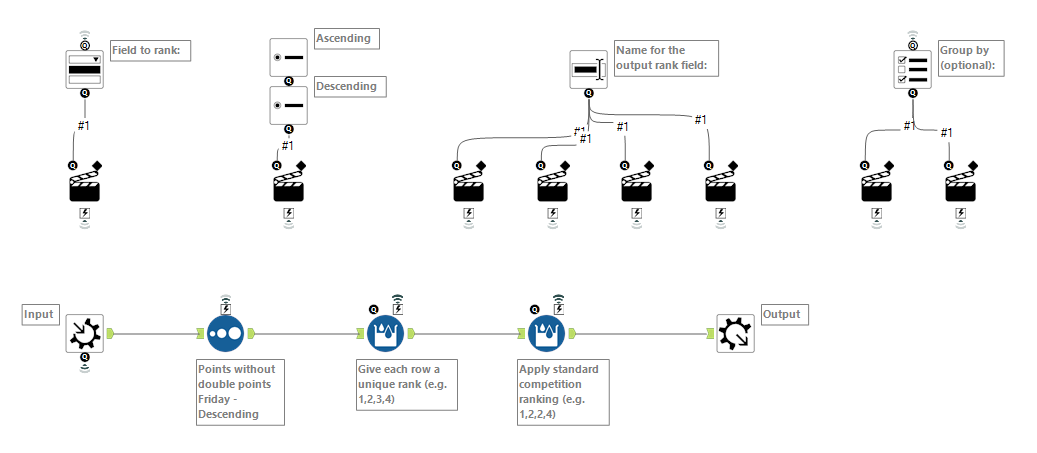 Field to rank:
Ascending
Descending
Name for the
output rank field:
Group by
(optional):
#1
#1
#1
#1
#1
#1
#1
#1
Input
Points without
double points
Friday -
Descending
Give each row a
unique rank (e.g.
1,2,3,4)
Apply standard
competition
ranking (e.g.
1,2,2,4)
Output